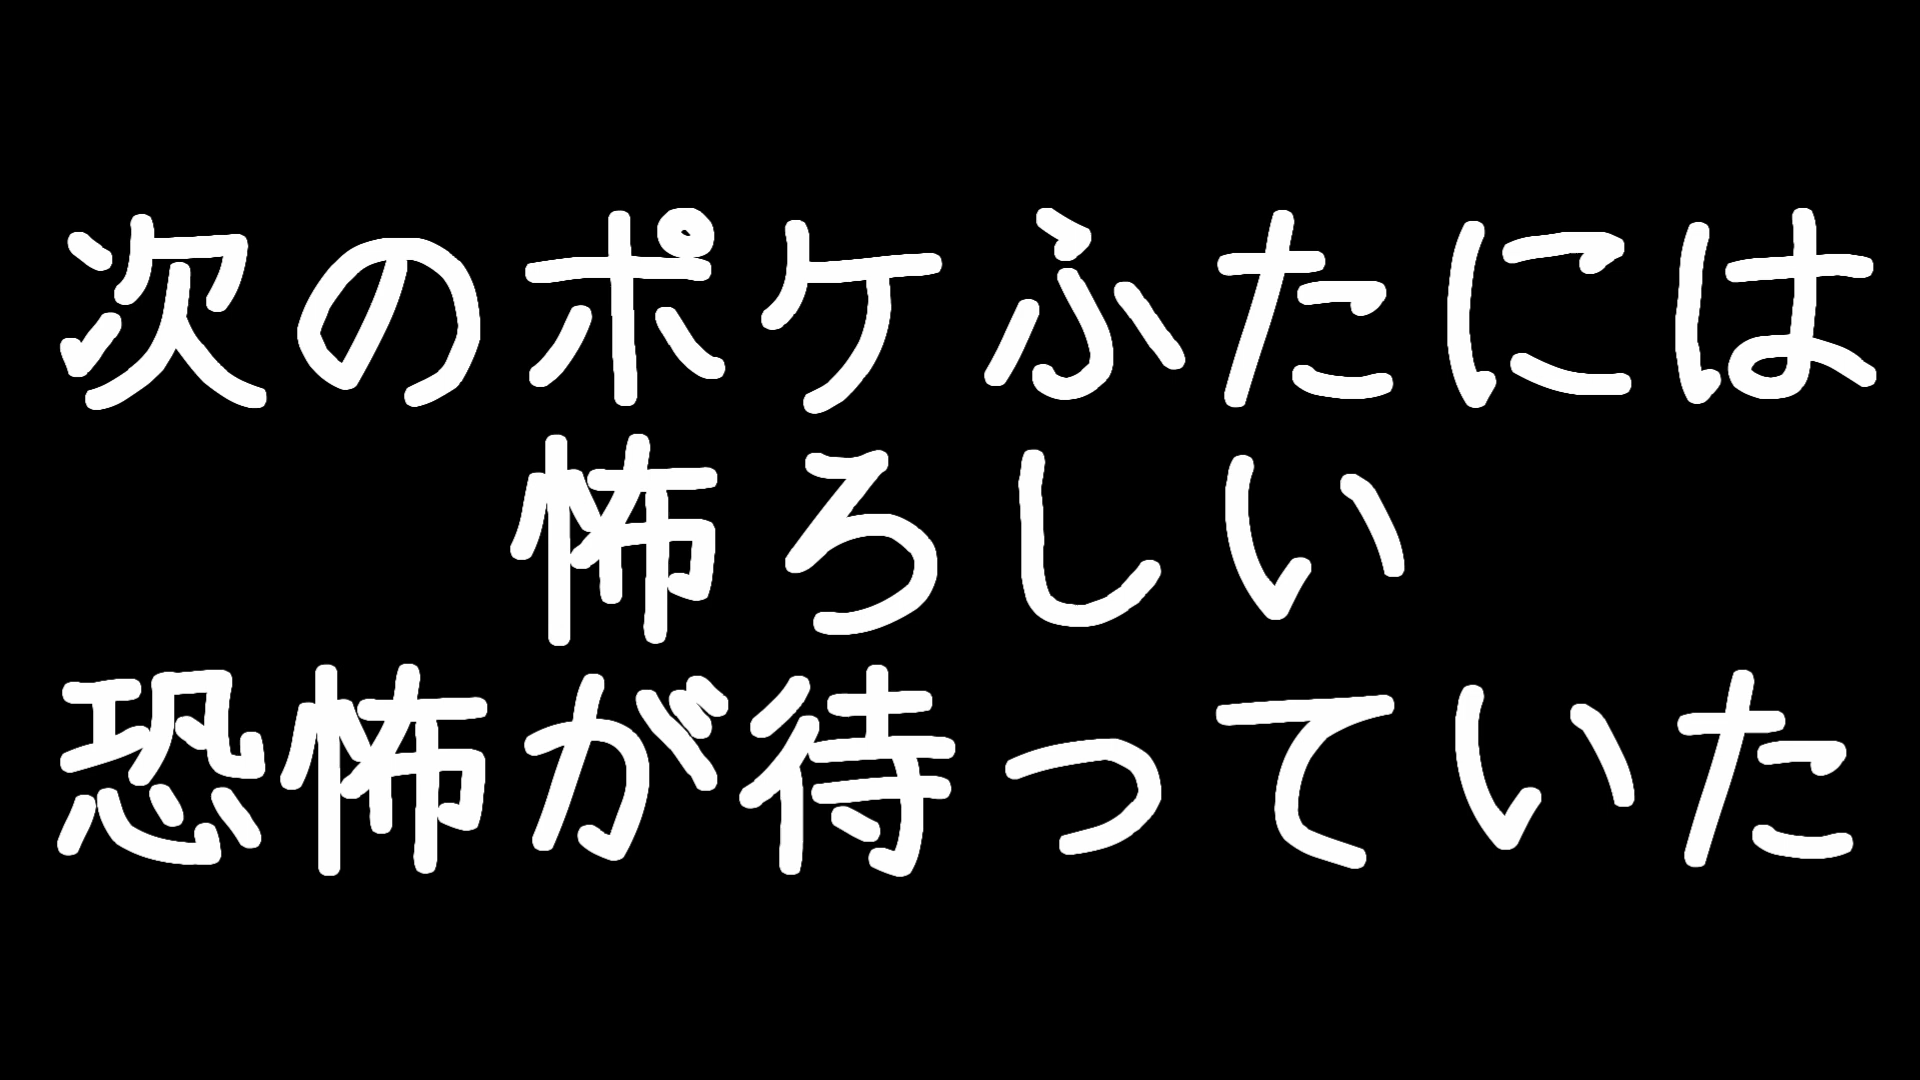 次のポケふたには
怖ろしい
恐怖が待っていた